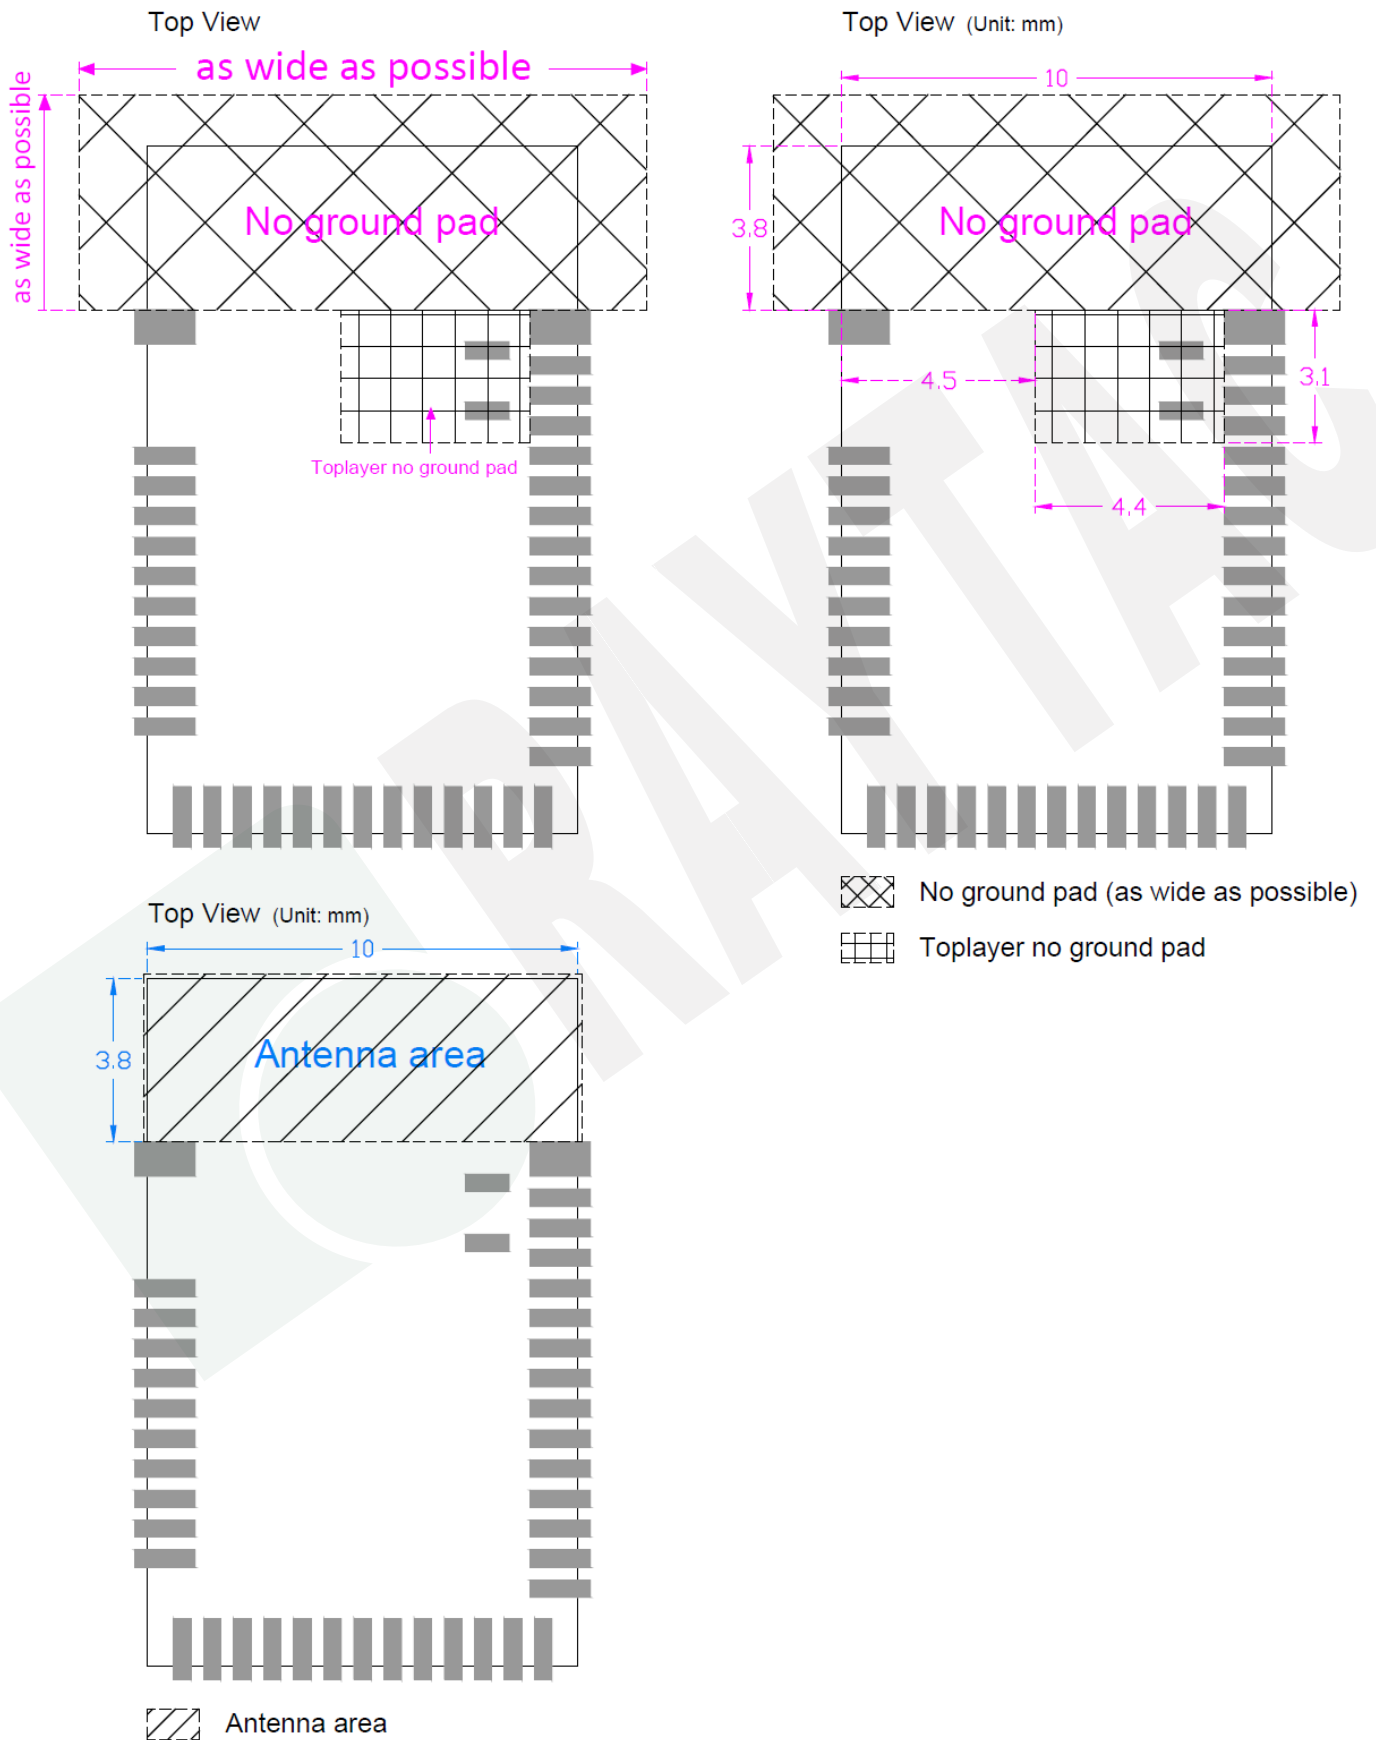 Top View
as wide as possible
as wide as possible
No ground pad
Toplayer no ground pad
Top View (Unit: mm)
10
3.8
No ground pad
4.5
3.1
4.4
No ground pad (as wide as possible)
Toplayer no ground pad
Top View (Unit: mm)
10
3.8
Antenna area
Antenna area
RAYTAC